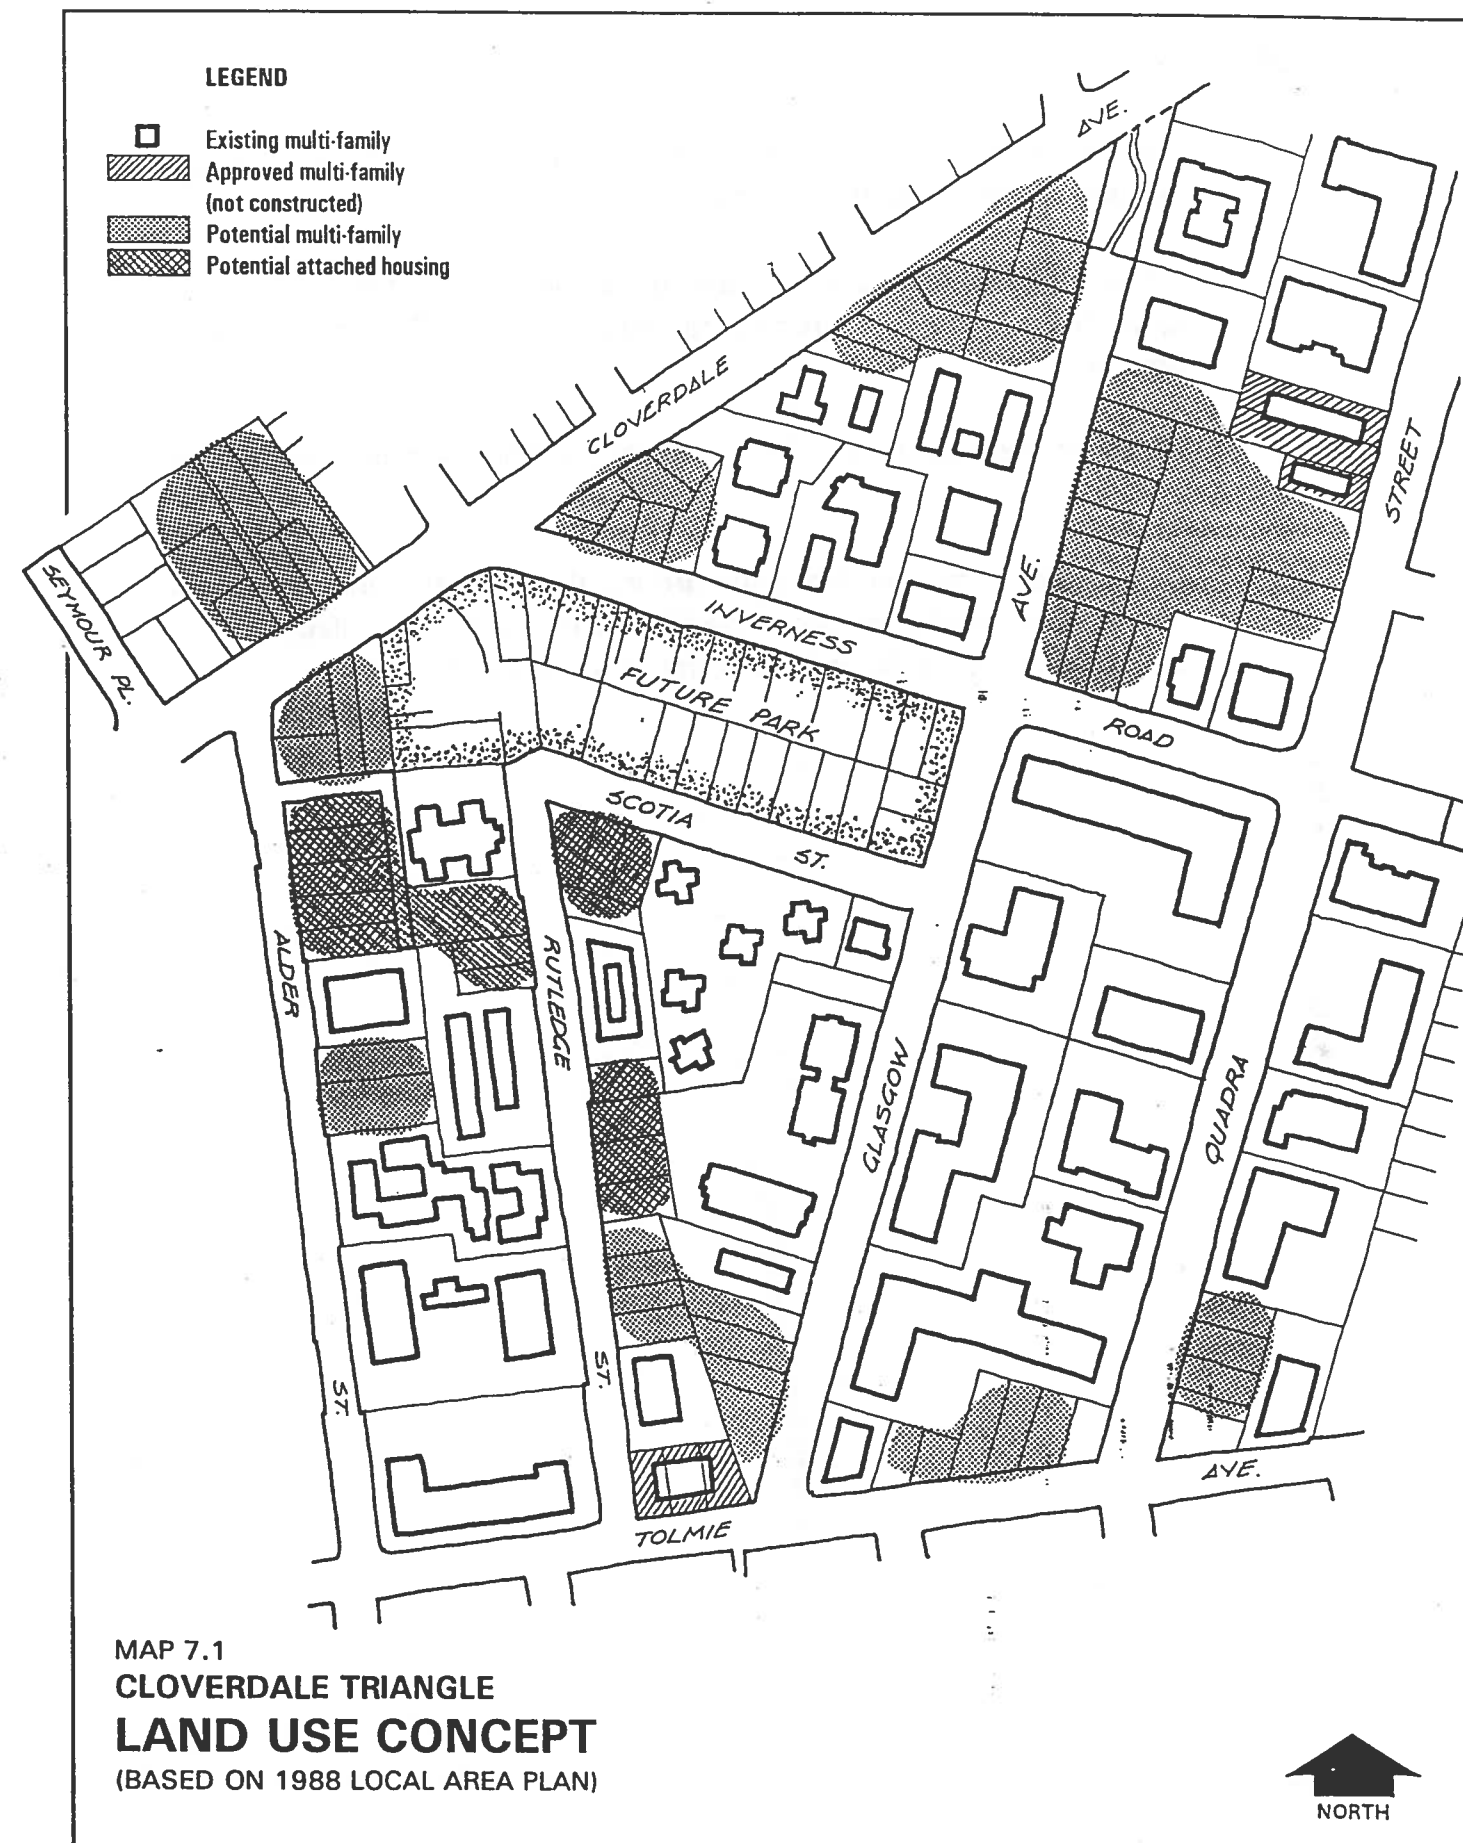 LEGEND
Existing multi-family
Approved multi-family
(not constructed)
Potential multi-family
Potential attached housing
AVE.
CLOVERDALE
STREET
SEYMOUR PL.
AVE.
INVERNESS
FUTURE PARK
ROAD
SCOTIA
ST.
ALDER
RUTLEDGE
GLASGOW
QUADRA
ST.
ST.
AVE.
TOLMIE
MAP 7.1
CLOVERDALE TRIANGLE
LAND USE CONCEPT
(BASED ON 1988 LOCAL AREA PLAN)
NORTH